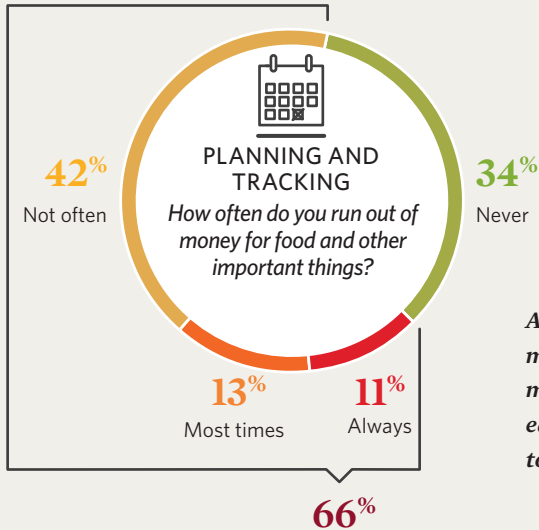 PLANNING AND
TRACKING
How often do you run out of
money for food and other
important things?
42%
Not often
34%
Never
13%
Most times
11%
Always
66%